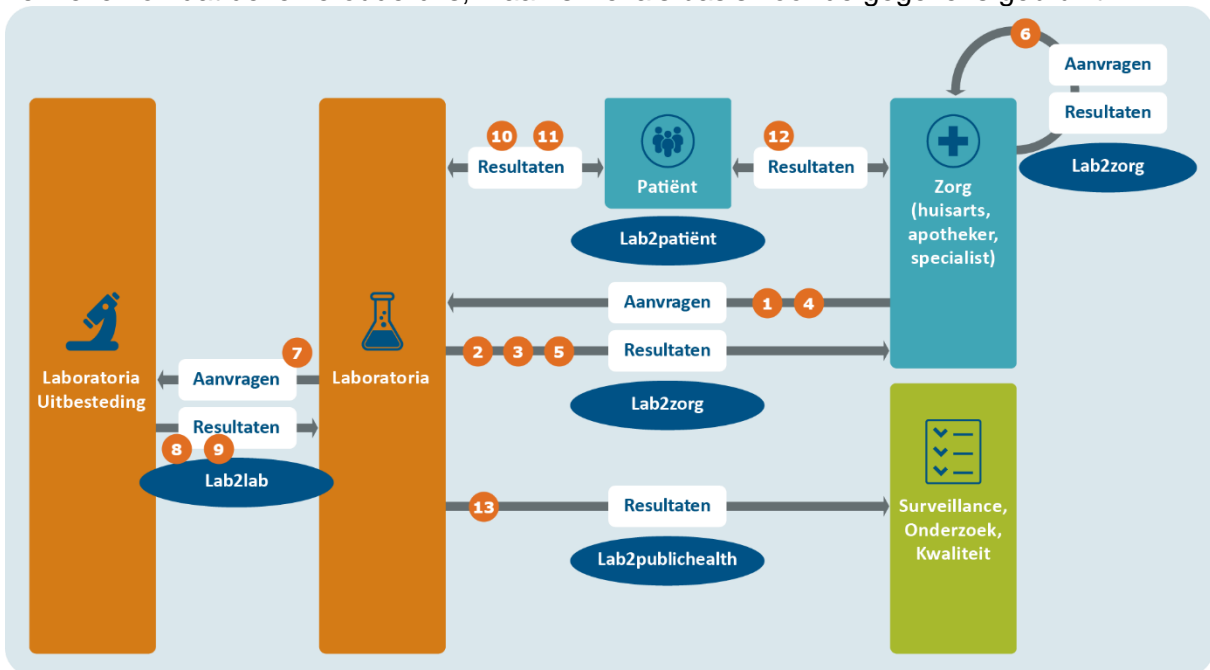 6
Aanvragen
Resultaten
Lab2zorg
10 11
Resultaten
Patiënt
12
Resultaten
Zorg
(huisarts,
apotheker,
specialist)
Lab2patiënt
Aanvragen 1 4
2 3 5 Resultaten
Lab2zorg
7
Laboratoria
Uitbesteding
Aanvragen
Resultaten
8 9
Lab2lab
Laboratoria
13 Resultaten
Lab2publichealth
Surveillance,
Onderzoek,
Kwaliteit